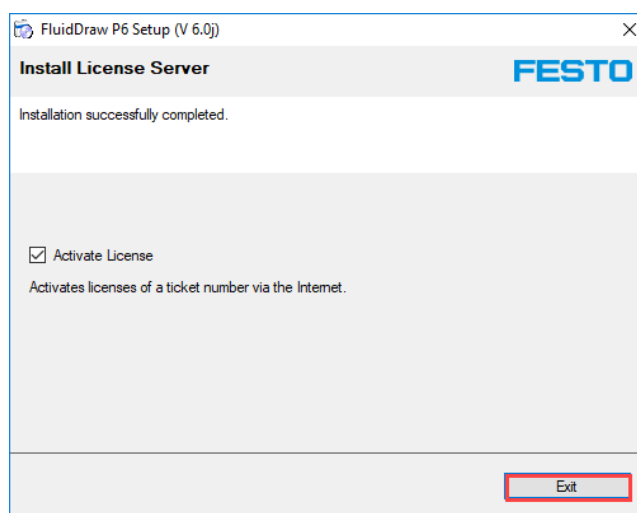 FluidDraw P6 Setup (V 6.0j)
Install License Server
FESTO
Installation successfully completed.
Activate License
Activates licenses of a ticket number via the Internet.
Exit